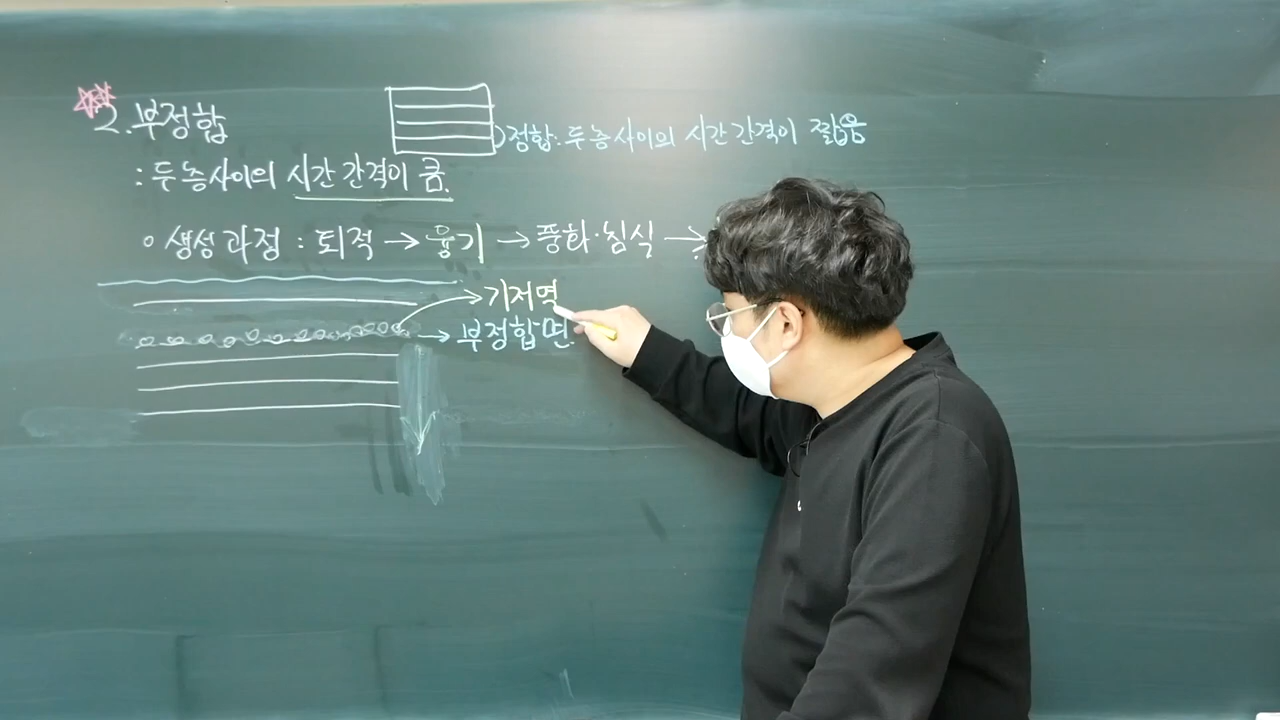 2. 부정합
정합: 두 층사이의 시간 간격이 짧음
: 두 층사이의 시간 간격이 큼.
○ 생성 과정 : 퇴적 → 융기 → 풍화·침식 →
→ 기저역
→ 부정합면